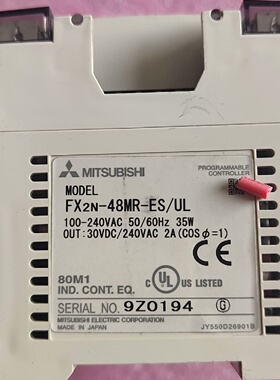 MITSUBISHI
PROGRAMMABLE
CONTROLLER
MODEL
FX2N-48MR-ES/UL
100-240VAC 50/60Hz 35W
OUT:30VDC/240VAC 2A(COSφ=1)
80M1
IND. CONT. EQ.
C UL US LISTED
CE
SERIAL NO. 9Z0194 G
MITSUBISHI ELECTRIC CORPORATION
MADE IN JAPAN
JY550D26901B